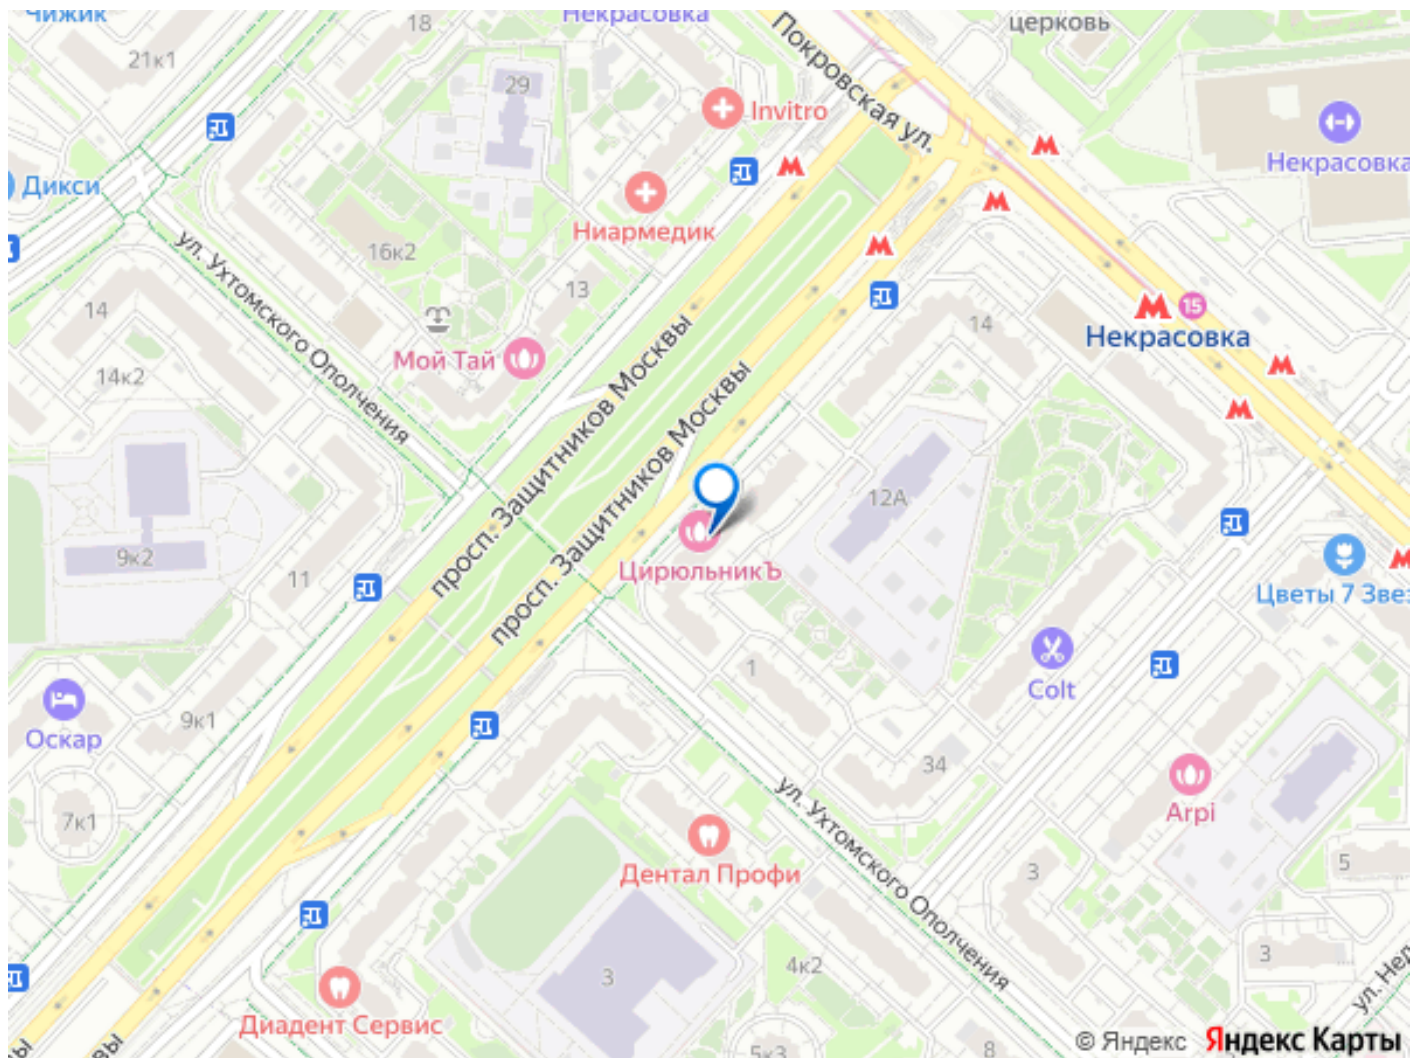 Чижик
18
Некрасовка
церковь
21к1
29
Invitro
Покровская ул.
Некрасовка
Дикси
Ниармедик
ул. Ухтомского Ополчения
16к2
13
14
15
Некрасовка
14
14к2
Мой Тай
просп. Защитников Москвы
просп. Защитников Москвы
12А
9к2
11
ЦирюльникЪ
Цветы 7 Звез
1
Colt
Оскар
9к1
34
7к1
ул. Ухтомского Ополчения
Arpi
Дентал Профи
3
5
3
4к2
3
ул. Нед
Диадент Сервис
5к3
8
© Яндекс Яндекс Карты